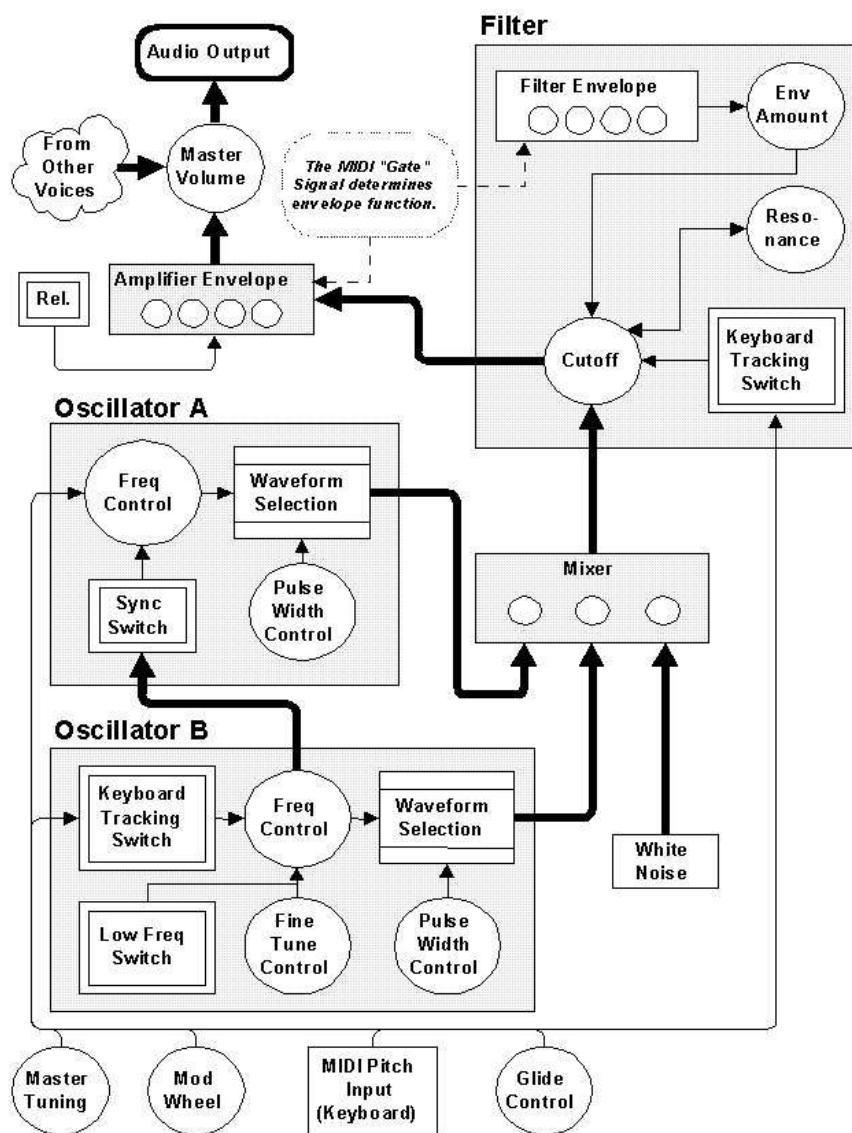 Filter
Audio Output
Filter Envelope
Env
Amount
From
Other
Voices
Master
Volume
The MIDI "Gate"
Signal determines
envelope function.
Reso-
nance
Rel.
Amplifier Envelope
Cutoff
Keyboard
Tracking
Switch
Oscillator A
Freq
Control
Waveform
Selection
Sync
Switch
Pulse
Width
Control
Mixer
Oscillator B
Keyboard
Tracking
Switch
Freq
Control
Waveform
Selection
White
Noise
Low Freq
Switch
Fine
Tune
Control
Pulse
Width
Control
Master
Tuning
Mod
Wheel
MIDI Pitch
Input
(Keyboard)
Glide
Control